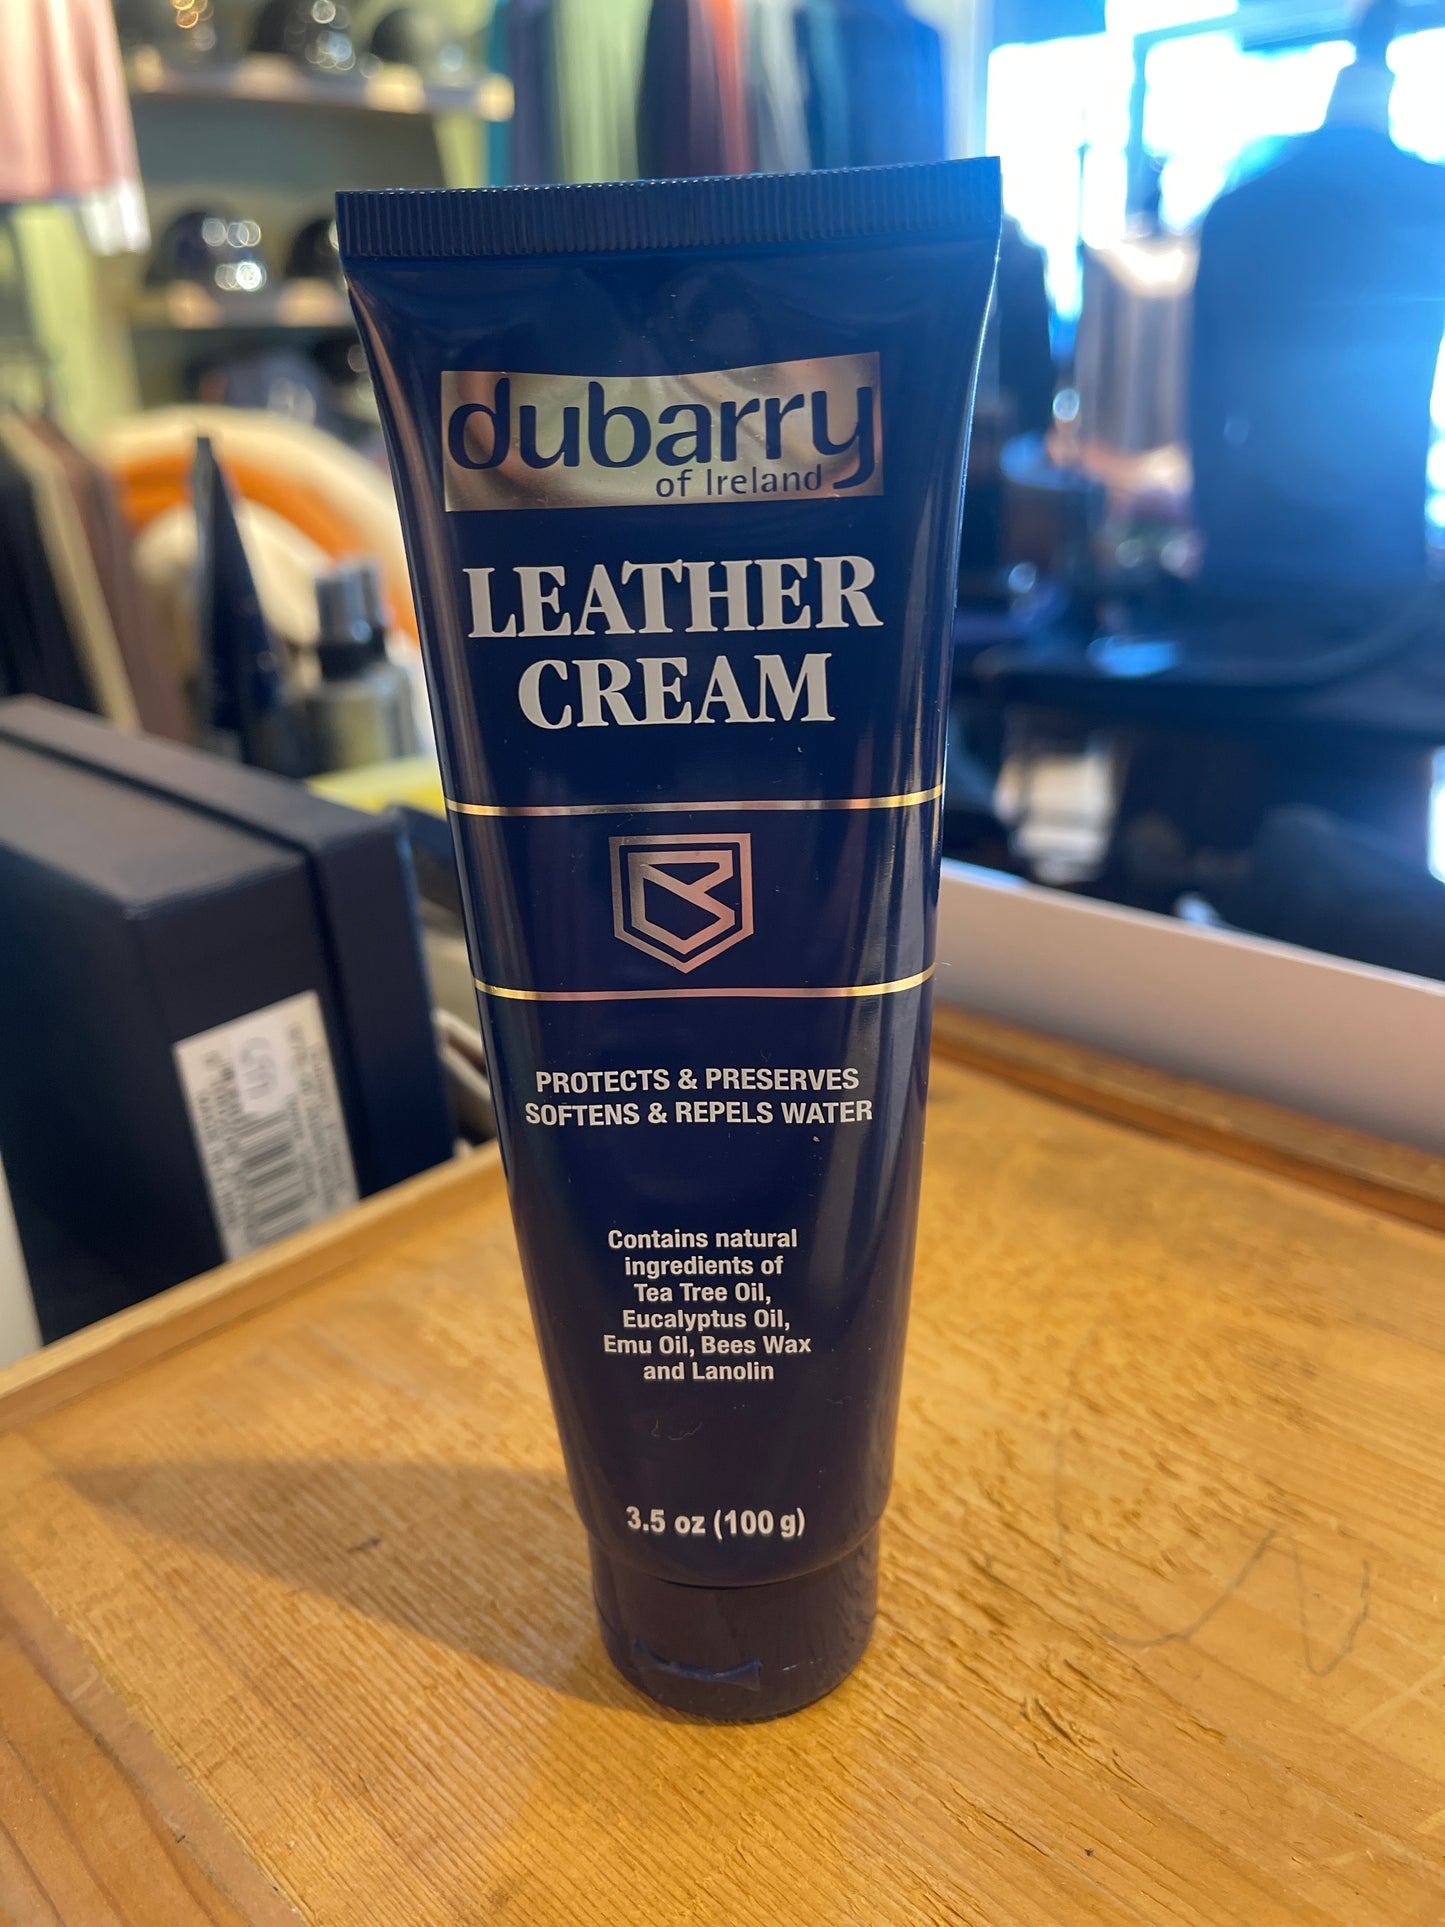 dubarry
of Ireland
LEATHER
CREAM
PROTECTS & PRESERVES
SOFTENS & REPELS WATER
Contains natural
ingredients of
Tea Tree Oil,
Eucalyptus Oil,
Emu Oil, Bees Wax
and Lanolin
3.5 oz (100 g)